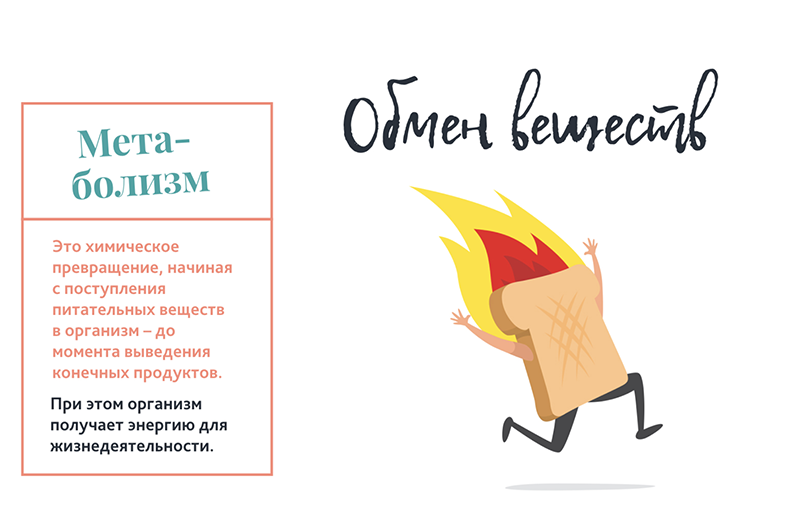 Обмен веществ
Мета-
болизм
Это химическое
превращение, начиная
с поступления
питательных веществ
в организм – до
момента выведения
конечных продуктов.
При этом организм
получает энергию для
жизнедеятельности.